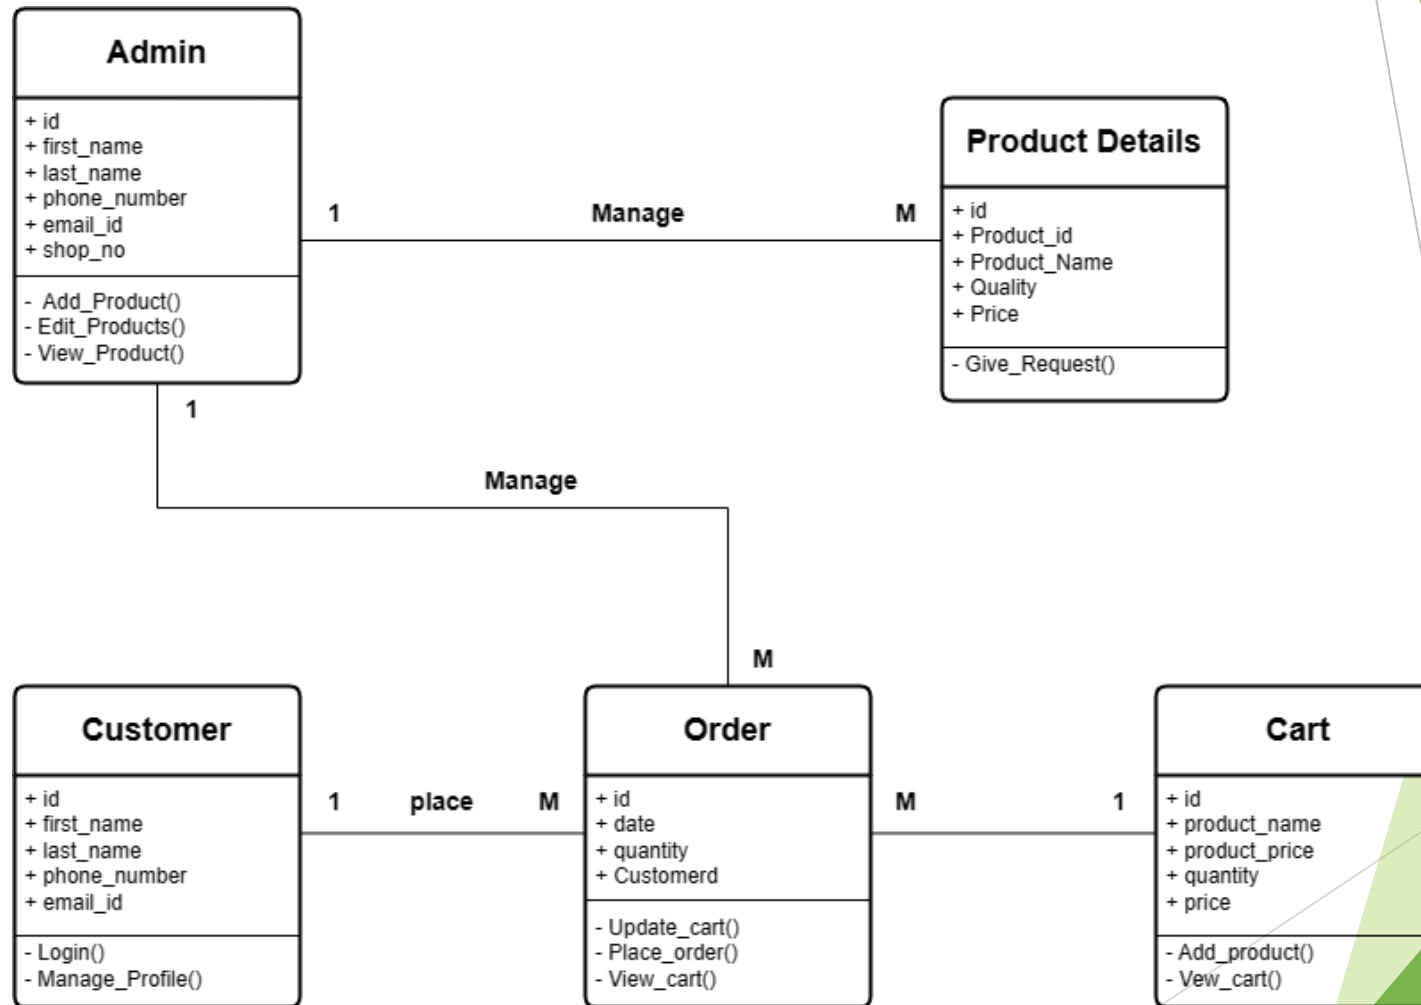 Admin
+ id
+ first_name
+ last_name
+ phone_number
+ email_id
+ shop_no
- Add_Product()
- Edit_Products()
- View_Product()
1
Manage
M
Product Details
+ id
+ Product_id
+ Product_Name
+ Quality
+ Price
- Give_Request()
1
Manage
M
Customer
+ id
+ first_name
+ last_name
+ phone_number
+ email_id
- Login()
- Manage_Profile()
1
place
M
Order
+ id
+ date
+ quantity
+ Customerd
- Update_cart()
- Place_order()
- View_cart()
M
1
Cart
+ id
+ product_name
+ product_price
+ quantity
+ price
- Add_product()
- Vew_cart()